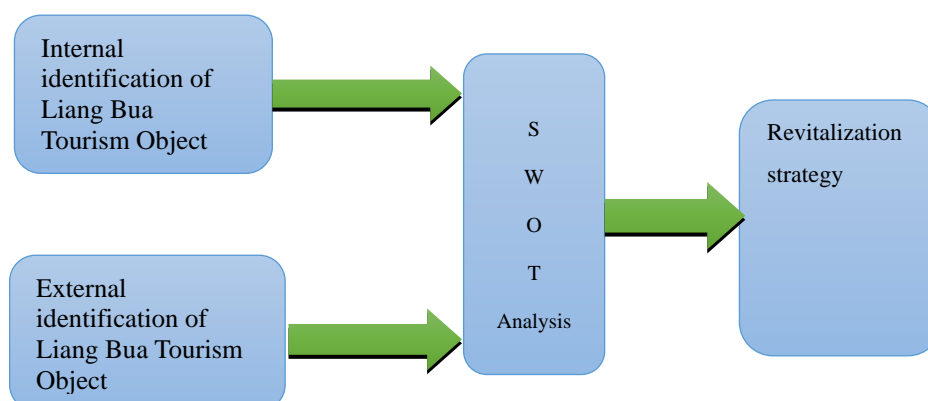 Internal
identification of
Liang Bua
Tourism Object
External
identification of
Liang Bua Tourism
Object
S
W
O
T
Analysis
Revitalization
strategy